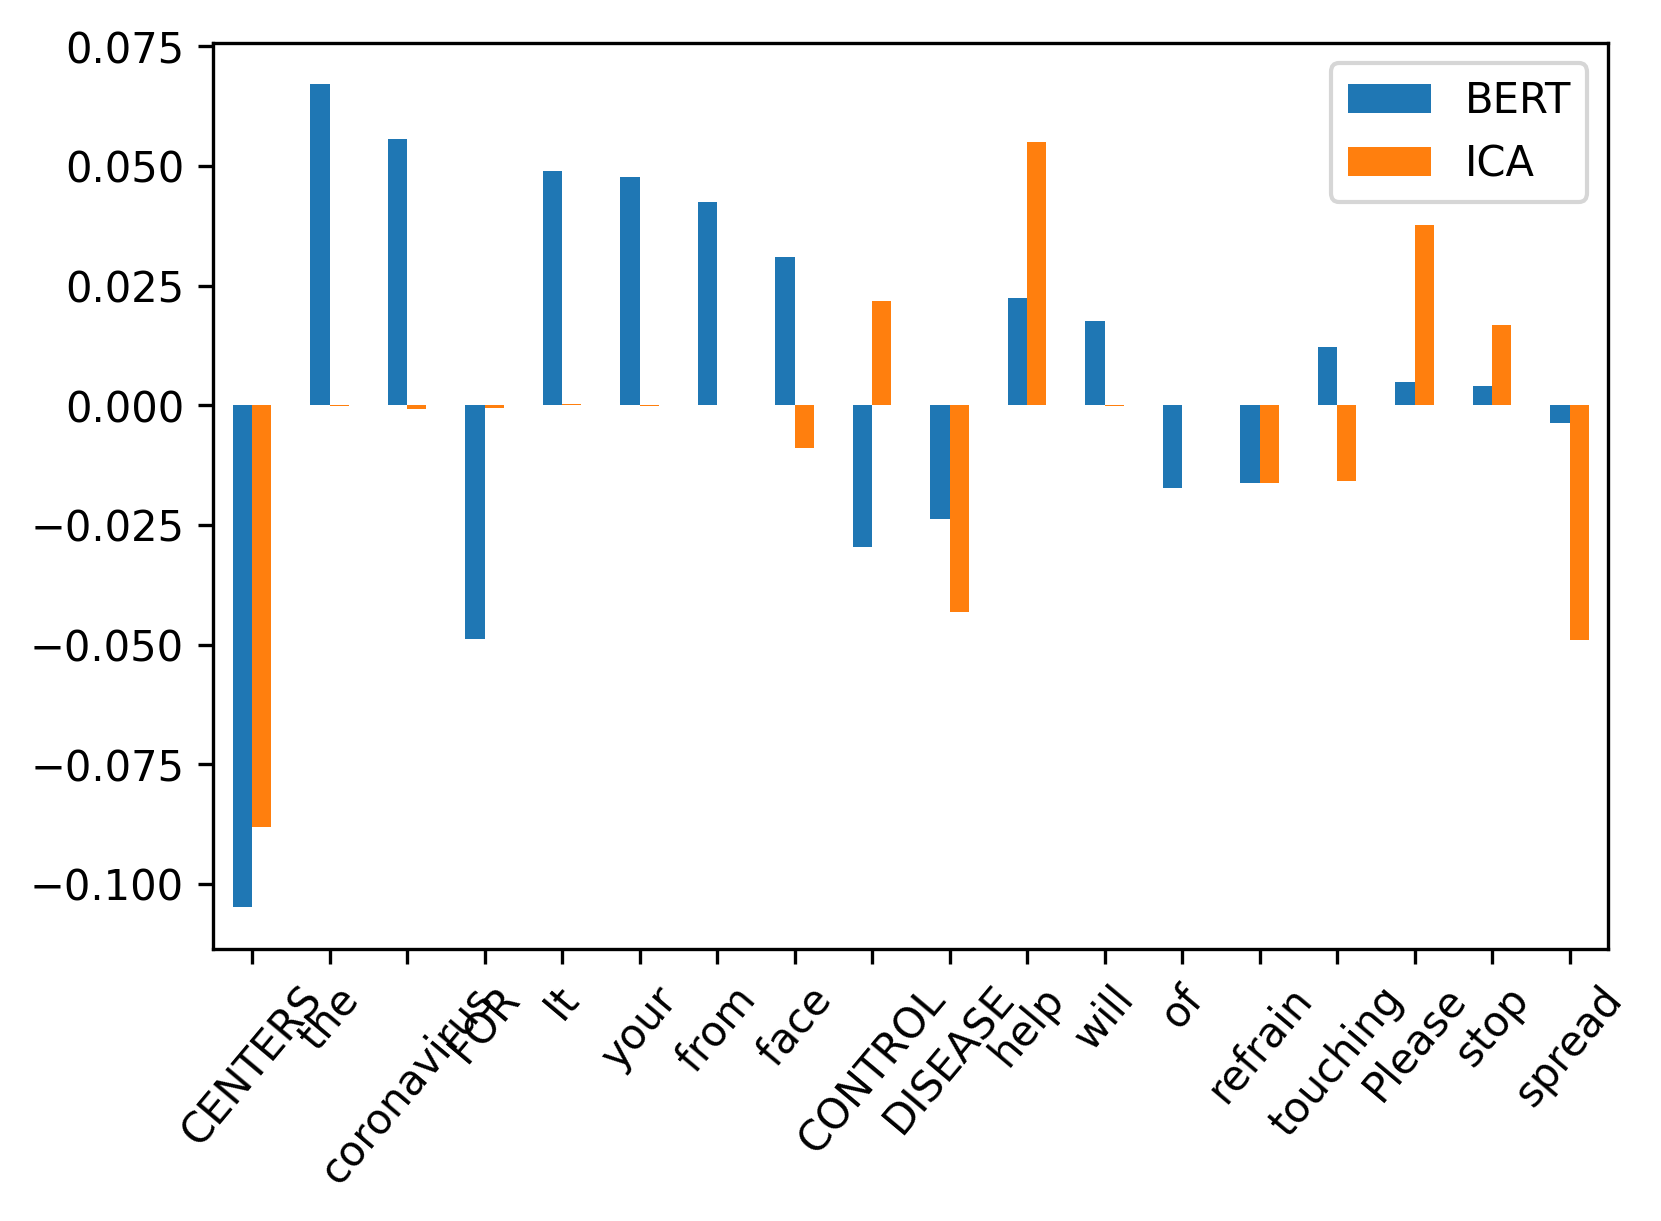 0.075
0.050
0.025
0.000
−0.025
−0.050
−0.075
−0.100
BERT
ICA
CENTERS
the
coronavirus
FOR
It
your
from
face
CONTROL
DISEASE
help
will
of
refrain
touching
Please
stop
spread